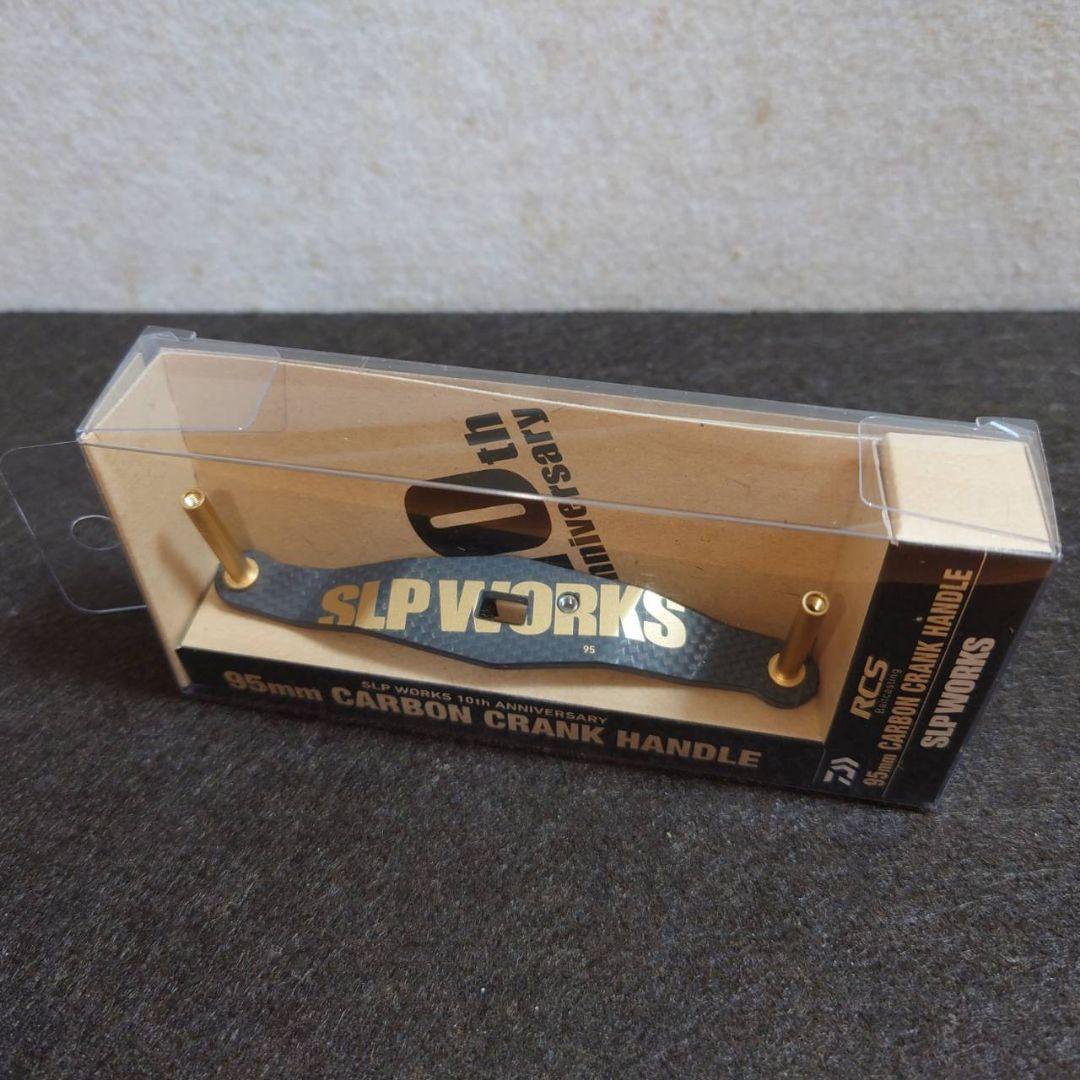 0th
nniversary
SLP WORKS
95
SLP WORKS 10th ANNIVERSARY
95mm CARBON CRANK HANDLE
RCS
Baitcasting
95mm CARBON CRANK HANDLE
SLP WORKS